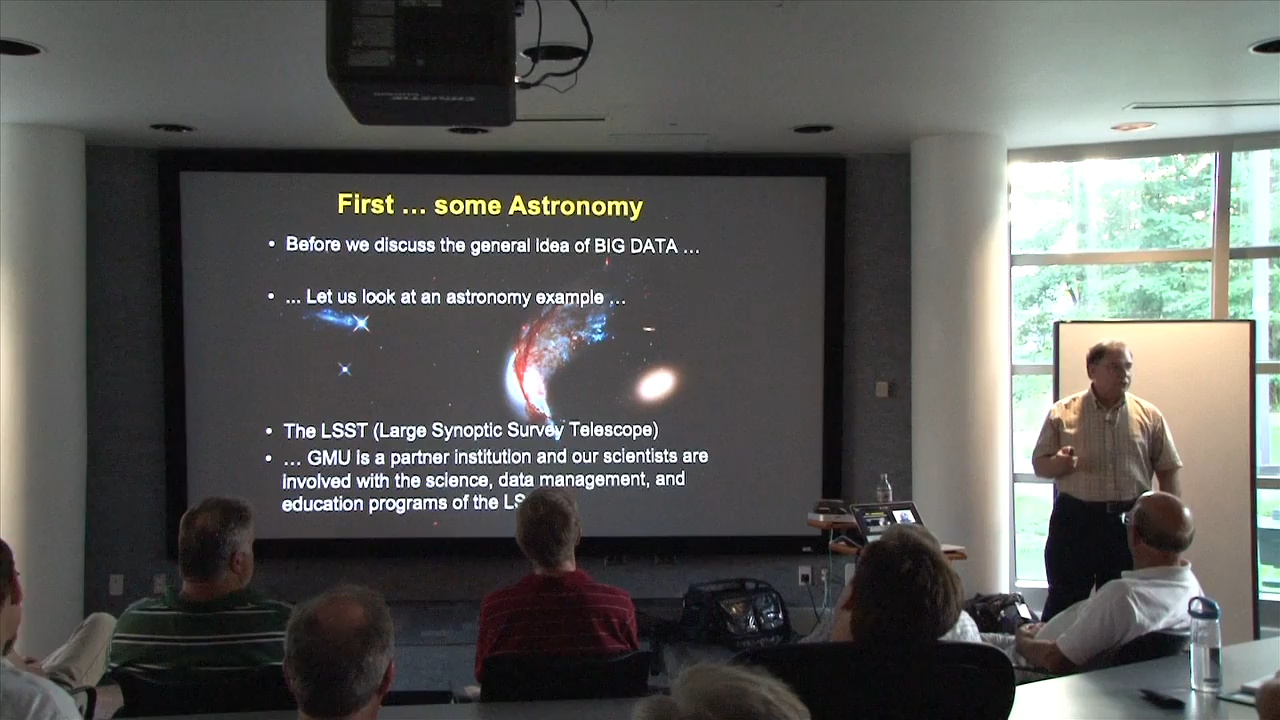 CHRISTIE
First ... some Astronomy
• Before we discuss the general idea of BIG DATA ...
• ... Let us look at an astronomy example ...
• The LSST (Large Synoptic Survey Telescope)
• ... GMU is a partner institution and our scientists are
involved with the science, data management, and
education programs of the LS